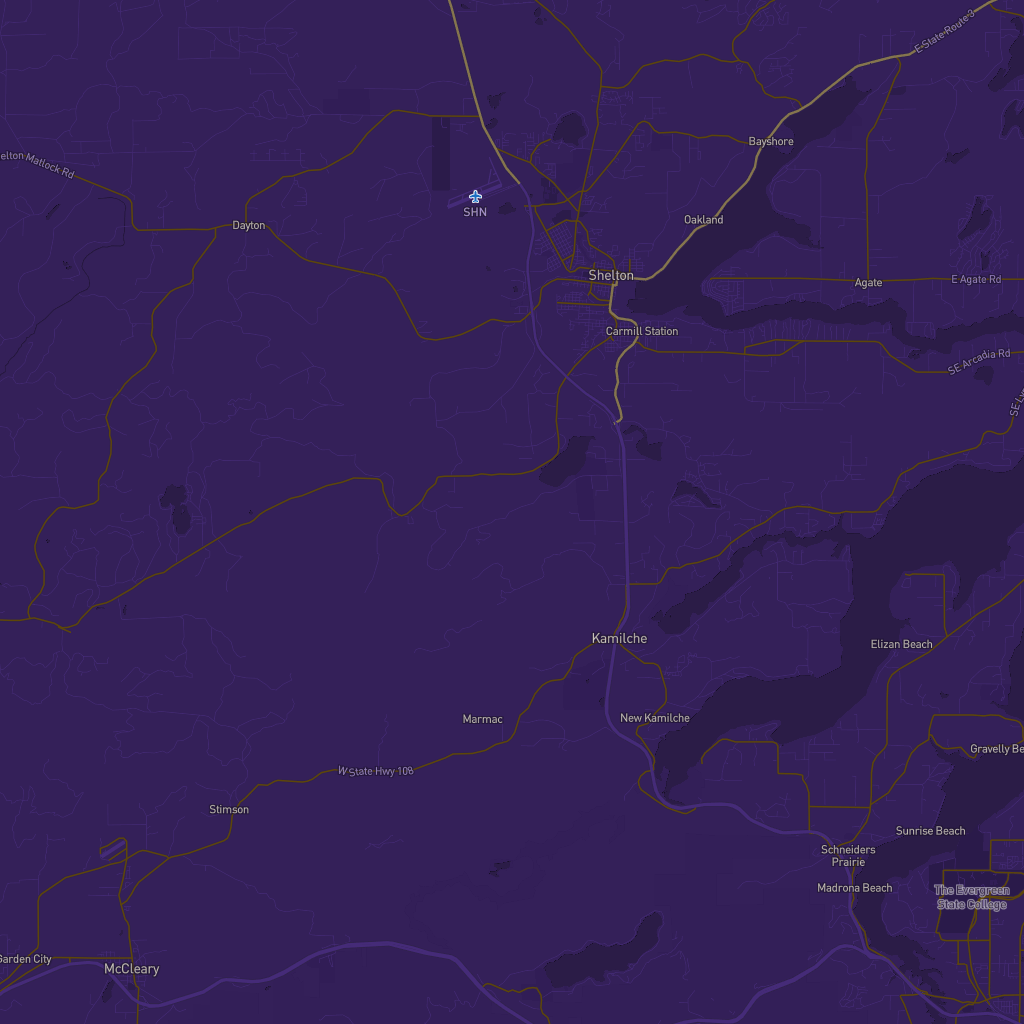 E State Route 3
Bayshore
elton Matlock Rd
SHN
Dayton
Oakland
Shelton
Agate
E Agate Rd
Carmill Station
SE Arcadia Rd
Kamilche
Elizan Beach
Marmac
New Kamilche
Gravelly Be
W State Hwy 108
Stimson
Sunrise Beach
Schneiders
Prairie
Madrona Beach
The Evergreen
State College
Garden City
McCleary